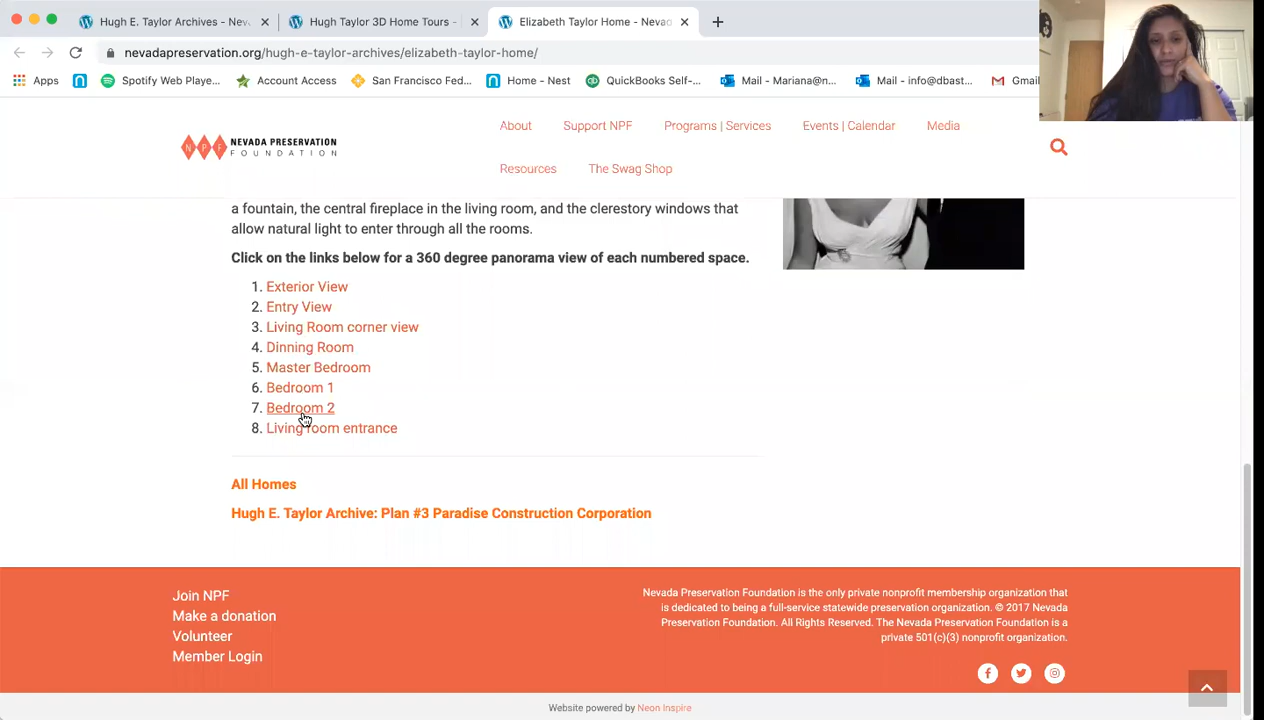 Hugh E. Taylor Archives - Nev
Hugh Taylor 3D Home Tours -
Elizabeth Taylor Home - Nevad
nevadapreservation.org/hugh-e-taylor-archives/elizabeth-taylor-home/
Apps
Spotify Web Playe...
Account Access
San Francisco Fed...
Home - Nest
QuickBooks Self-...
Mail - Mariana@n...
Mail - info@dbast...
Gmail
N P F
NEVADA PRESERVATION
FOUNDATION
About
Support NPF
Programs | Services
Events | Calendar
Media
Resources
The Swag Shop
a fountain, the central fireplace in the living room, and the clerestory windows that
allow natural light to enter through all the rooms.
Click on the links below for a 360 degree panorama view of each numbered space.
1. Exterior View
2. Entry View
3. Living Room corner view
4. Dinning Room
5. Master Bedroom
6. Bedroom 1
7. Bedroom 2
8. Living room entrance
All Homes
Hugh E. Taylor Archive: Plan #3 Paradise Construction Corporation
Join NPF
Make a donation
Volunteer
Member Login
Nevada Preservation Foundation is the only private nonprofit membership organization that
is dedicated to being a full-service statewide preservation organization. © 2017 Nevada
Preservation Foundation. All Rights Reserved. The Nevada Preservation Foundation is a
private 501(c)(3) nonprofit organization.
Website powered by Neon Inspire